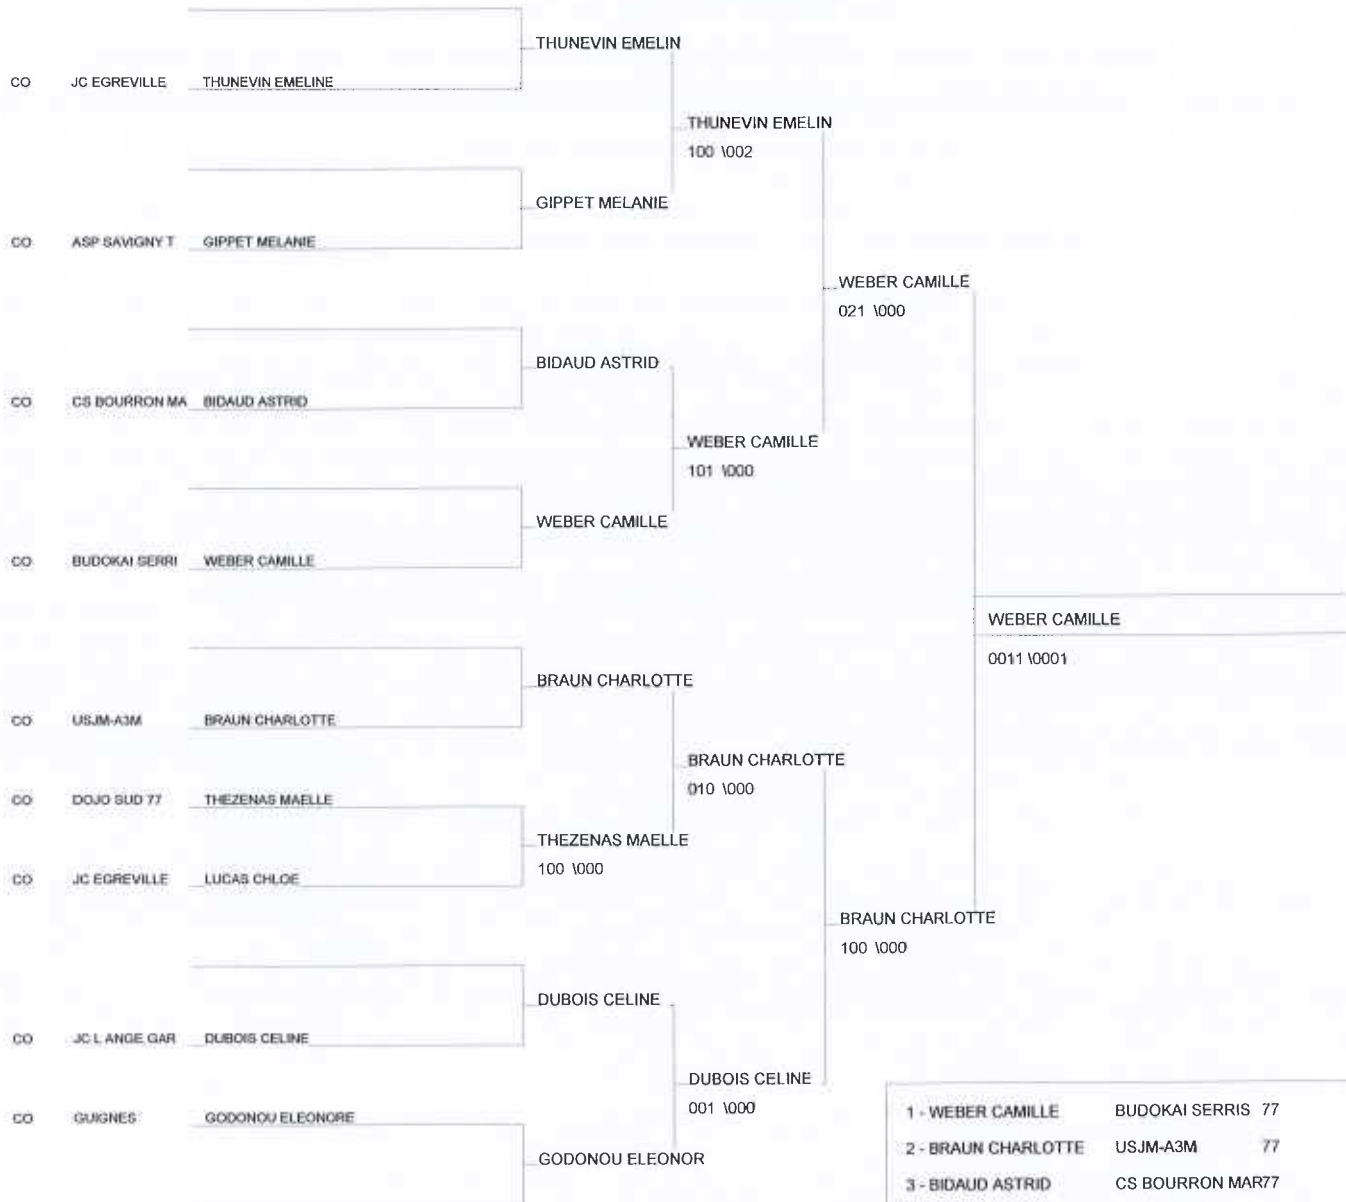 THUNEVIN EMELIN
CO JC EGREVILLE THUNEVIN EMELINE
THUNEVIN EMELIN
100 \002
GIPPET MELANIE
CO ASP SAVIGNY T GIPPET MELANIE
WEBER CAMILLE
021 \000
BIDAUD ASTRID
CO CS BOURRON MA BIDAUD ASTRID
WEBER CAMILLE
101 \000
WEBER CAMILLE
CO BUDOKAI SERRI WEBER CAMILLE
WEBER CAMILLE
0011 \0001
BRAUN CHARLOTTE
CO USJM-A3M BRAUN CHARLOTTE
BRAUN CHARLOTTE
010 \000
CO DOJO SUD 77 THEZENAS MAELLE
THEZENAS MAELLE
100 \000
CO JC EGREVILLE LUCAS CHLOE
BRAUN CHARLOTTE
100 \000
DUBOIS CELINE
CO JC L ANGE GAR DUBOIS CELINE
DUBOIS CELINE
001 \000
CO GUIGNES GODONOU ELEONORE
GODONOU ELEONOR
1 - WEBER CAMILLE BUDOKAI SERRIS 77
2 - BRAUN CHARLOTTE USJM-A3M 77
3 - BIDAUD ASTRID CS BOURRON MAR77